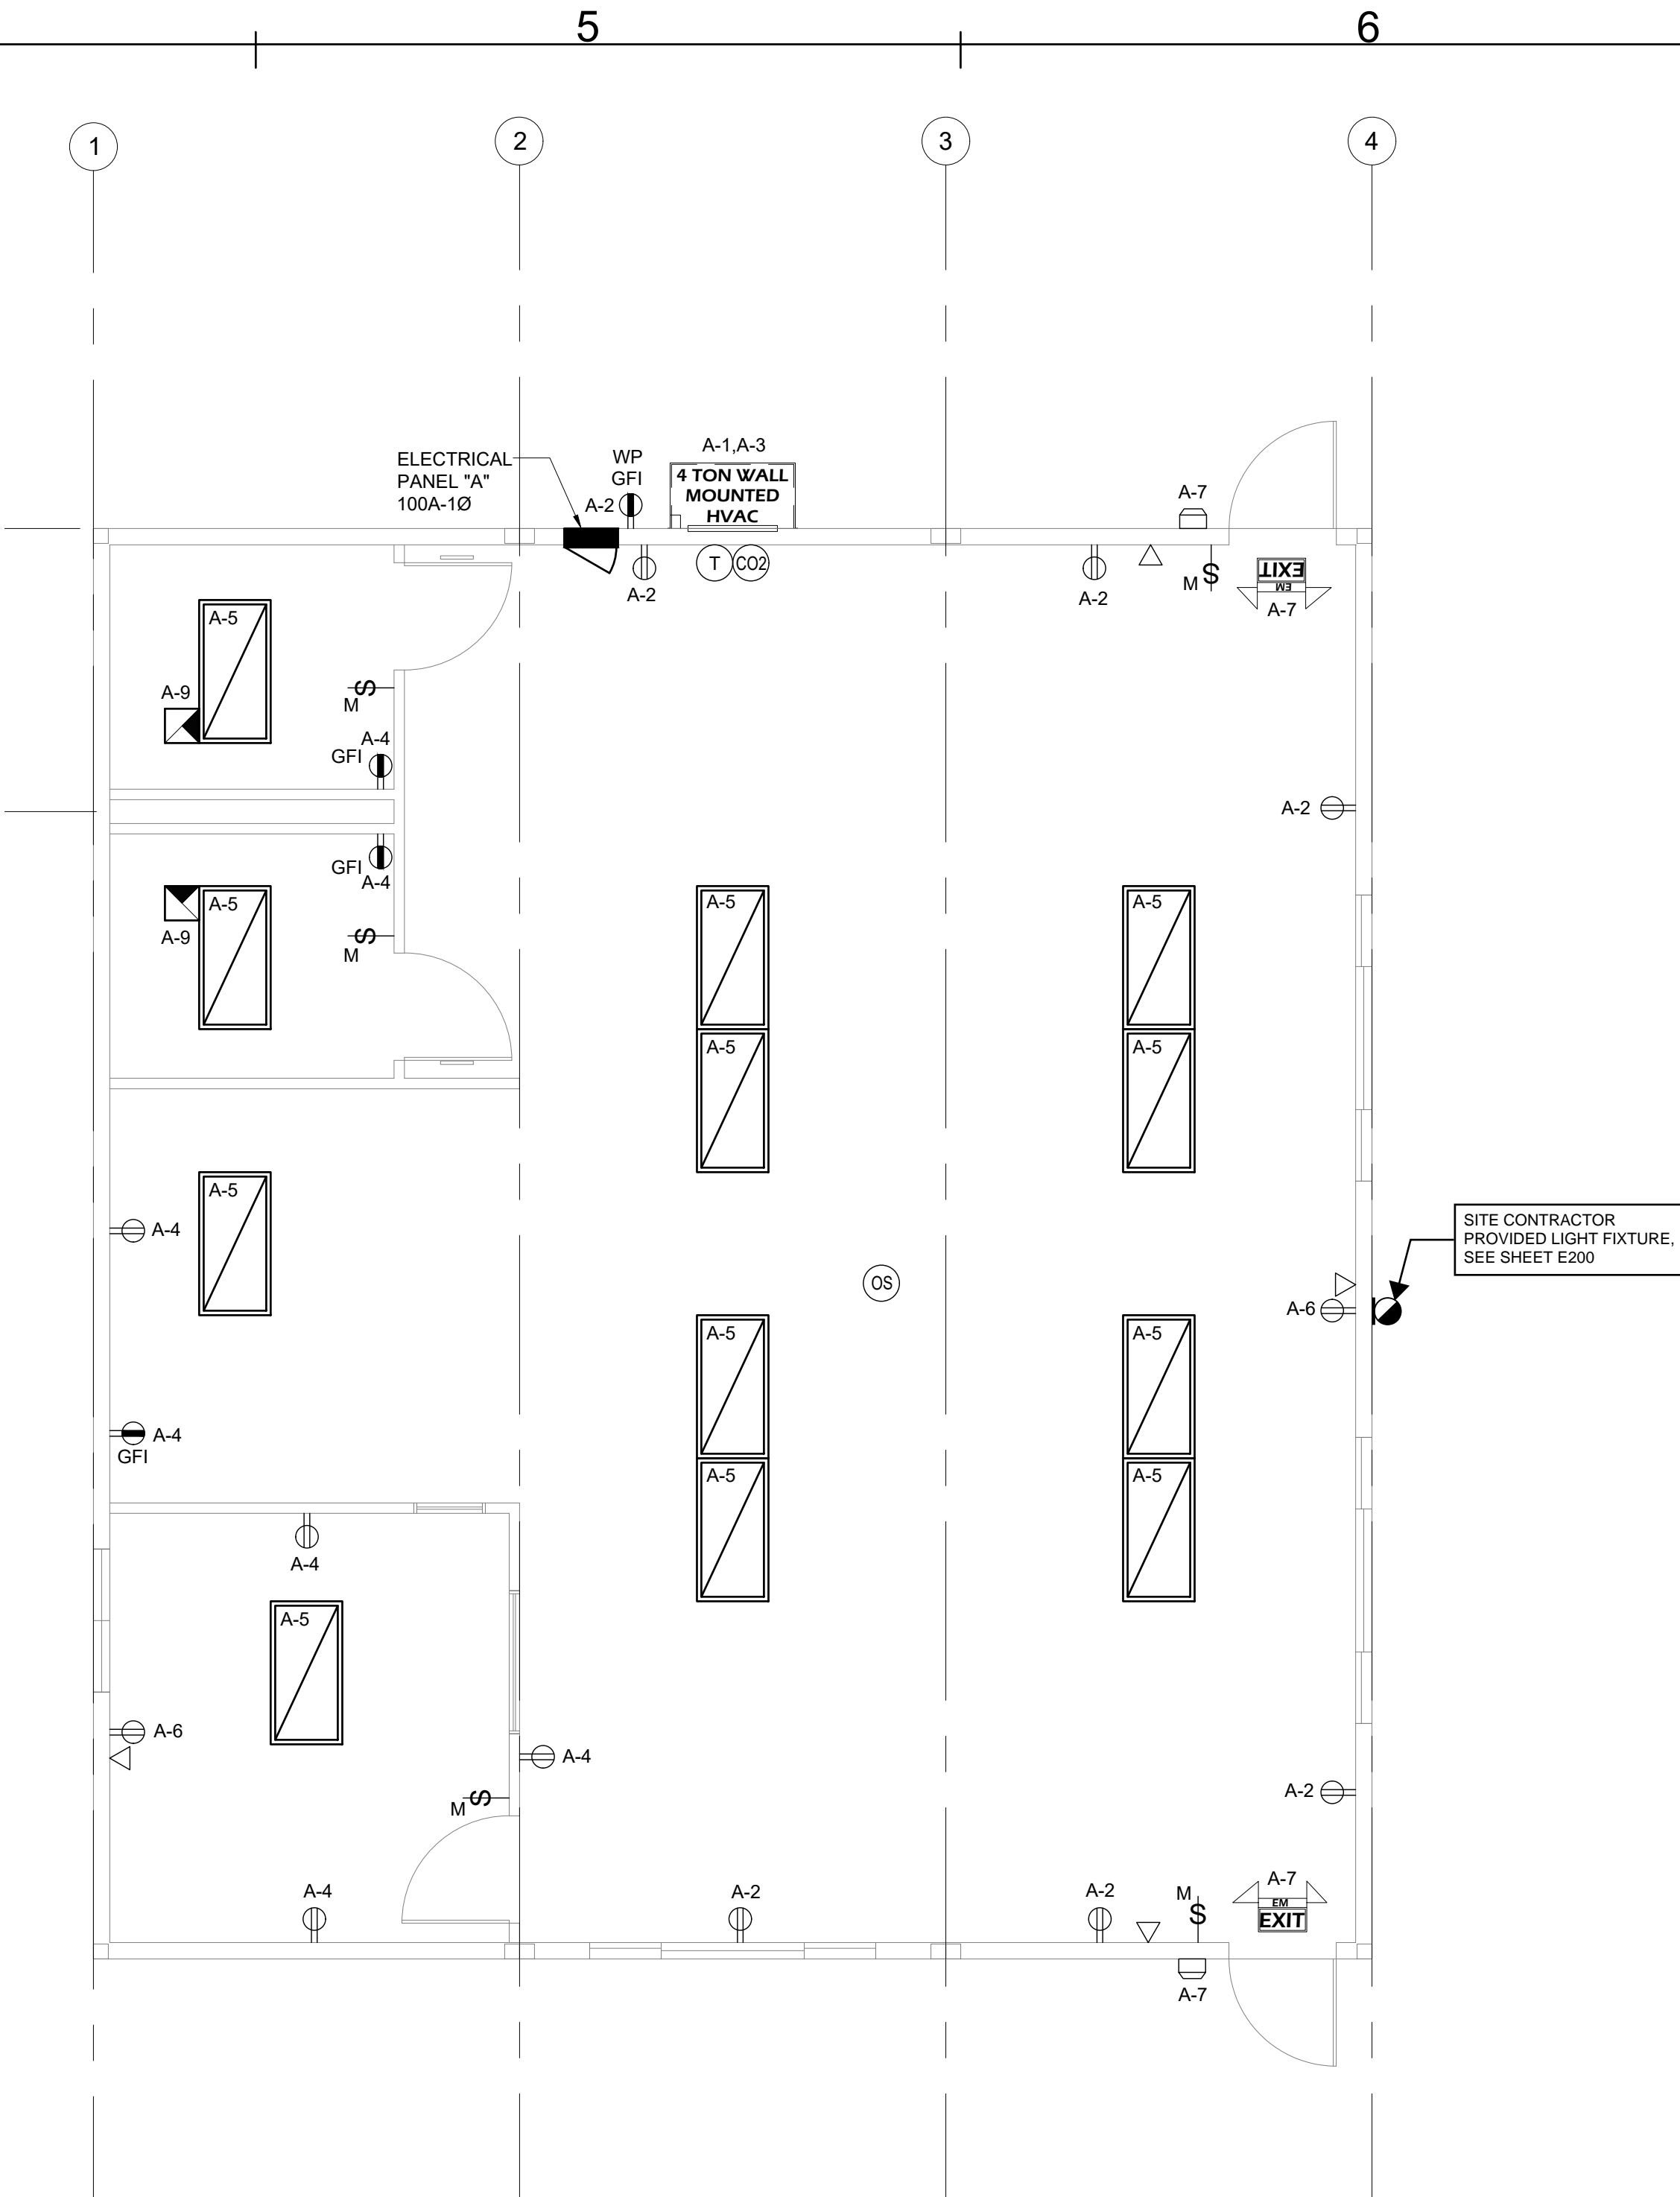 5
6
1
2
3
4
ELECTRICAL
PANEL "A"
100A-1Ø
WP
GFI
A-2
A-1,A-3
4 TON WALL
MOUNTED
HVAC
A-7
T
CO2
A-2
A-2
M
S
EXIT
EM
A-7
A-5
A-9
S
M
A-4
GFI
A-2
GFI
A-4
A-5
A-9
S
M
A-5
A-5
A-5
A-5
A-5
A-4
OS
SITE CONTRACTOR
PROVIDED LIGHT FIXTURE,
SEE SHEET E200
A-6
A-5
A-5
A-4
GFI
A-5
A-5
A-4
A-5
A-6
A-4
M
S
A-2
A-4
A-2
A-2
M
S
A-7
EM
EXIT
A-7